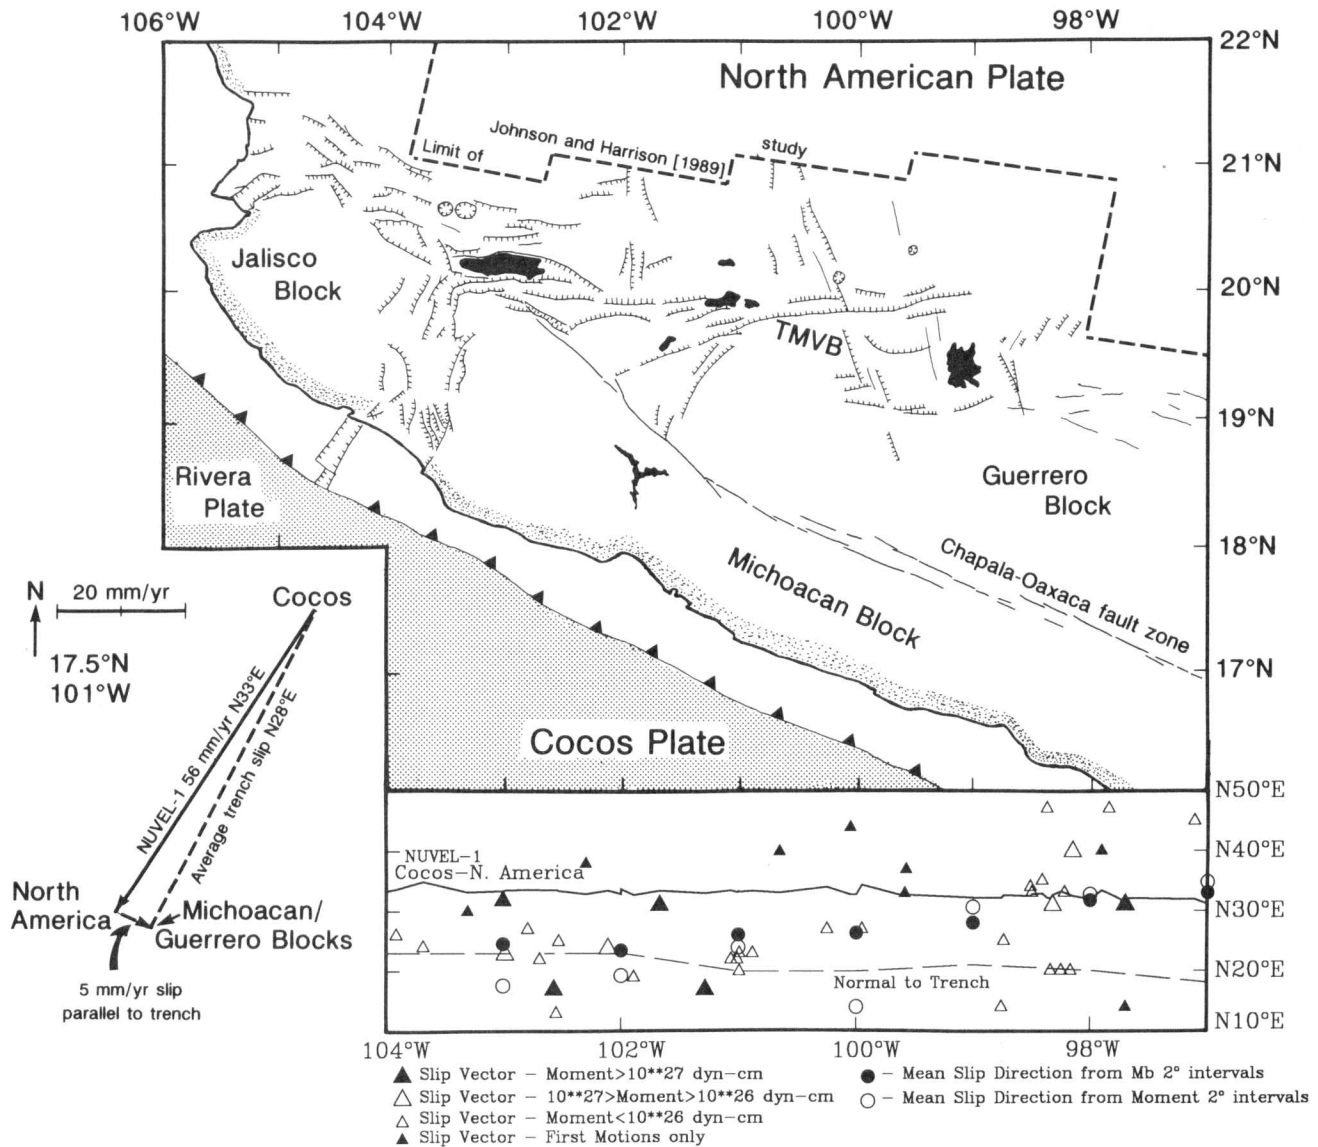 106°W 104°W 102°W 100°W 98°W
22°N
North American Plate
Johnson and Harrison [1989]
Limit of
study
21°N
Jalisco
Block
20°N
TMVB
19°N
Rivera
Plate
Guerrero
Block
18°N
Chapala-Oaxaca fault zone
Michoacan Block
17°N
Cocos Plate
N
20 mm/yr
Cocos
17.5°N
101°W
NUVEL-1 56 mm/yr N33°E
Average trench slip N28°E
North
America
Michoacan/
Guerrero Blocks
5 mm/yr slip
parallel to trench
N50°E
N40°E
NUVEL-1
Cocos-N. America
N30°E
N20°E
Normal to Trench
N10°E
104°W 102°W 100°W 98°W
Slip Vector - Moment>10**27 dyn-cm
Slip Vector - 10**27>Moment>10**26 dyn-cm
Slip Vector - Moment<10**26 dyn-cm
Slip Vector - First Motions only
- Mean Slip Direction from Mb 2° intervals
- Mean Slip Direction from Moment 2° intervals